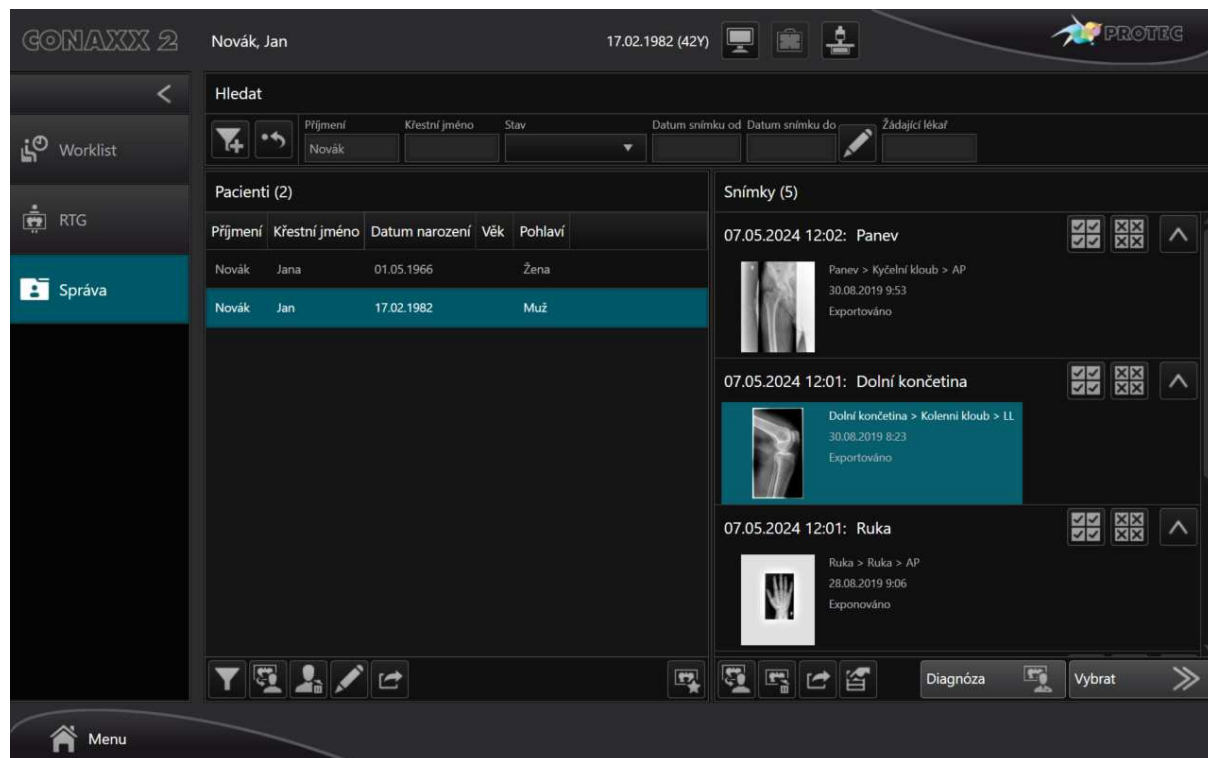 CONAXX 2
Novák, Jan
17.02.1982 (42Y)
PROTEC
Hledat
Worklist
RTG
Správa
Příjmení
Křestní jméno
Stav
Datum snímku od
Datum snímku do
Žádající lékař
Novák
Pacienti (2)
Příjmení Křestní jméno Datum narození Věk Pohlaví
Novák Jana 01.05.1966 Žena
Novák Jan 17.02.1982 Muž
Snímky (5)
07.05.2024 12:02: Panev
Panev > Kyčelní kloub > AP
30.08.2019 9:53
Exportováno
07.05.2024 12:01: Dolní končetina
Dolní končetina > Kolenni kloub > LL
30.08.2019 8:23
Exportováno
07.05.2024 12:01: Ruka
Ruka > Ruka > AP
28.08.2019 9:06
Exponováno
Diagnóza
Vybrat
Menu